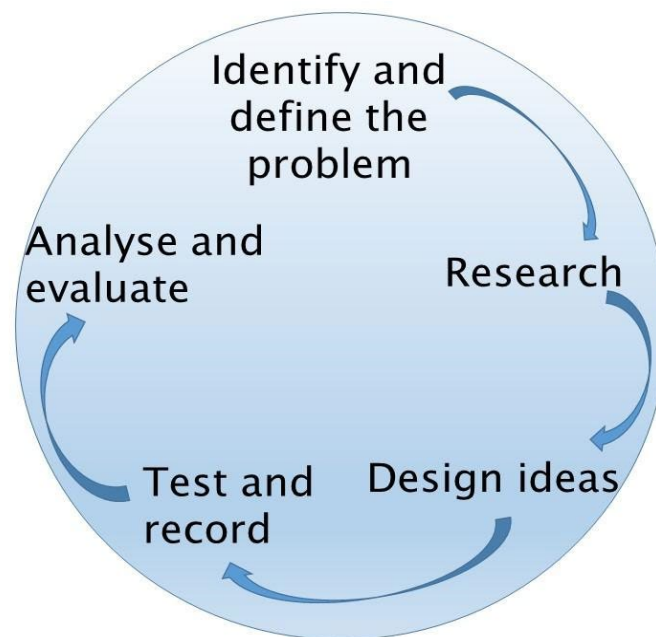 Identify and
define the
problem
Research
Design ideas
Test and
record
Analyse and
evaluate